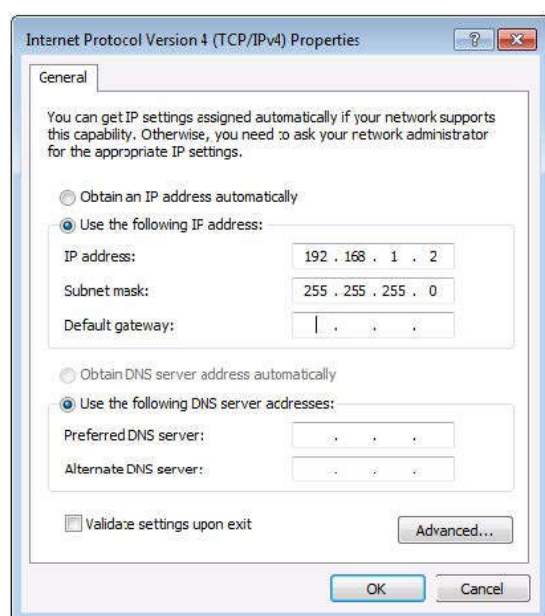 Internet Protocol Version 4 (TCP/IPv4) Properties
General
You can get IP settings assigned automatically if your network supports
this capability. Otherwise, you need to ask your network administrator
for the appropriate IP settings.
Obtain an IP address automatically
Use the following IP address:
IP address: 192 . 168 . 1 . 2
Subnet mask: 255 . 255 . 255 . 0
Default gateway: . . .
Obtain DNS server address automatically
Use the following DNS server addresses:
Preferred DNS server: . . .
Alternate DNS server: . . .
Validate settings upon exit
Advanced...
OK Cancel